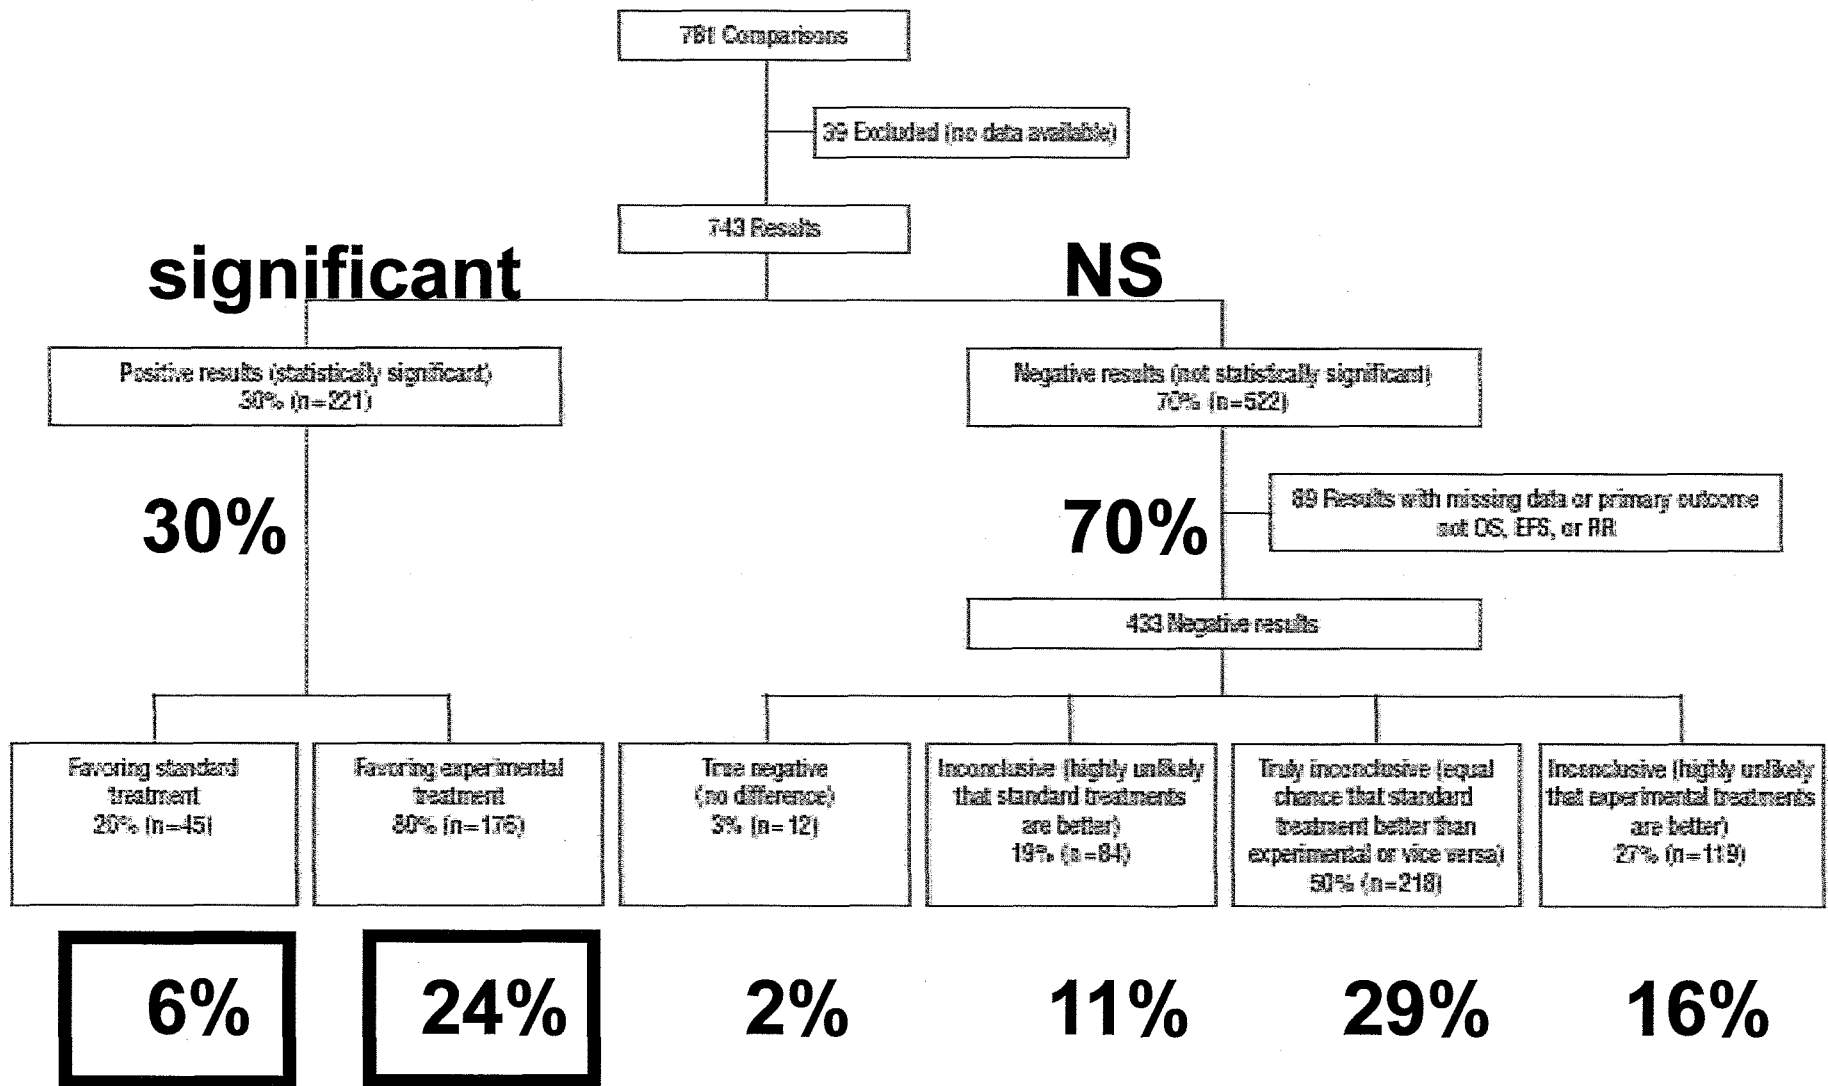 781 Comparisons
39 Excluded (no data available)
743 Results
significant
NS
Positive results (statistically significant)
30% (n=221)
Negative results (not statistically significant)
70% (n=522)
30%
70%
89 Results with missing data or primary outcome
not OS, EFS, or RR
433 Negative results
Favoring standard
treatment
20% (n=45)
Favoring experimental
treatment
80% (n=176)
True negative
(no difference)
3% (n=12)
Inconclusive (highly unlikely
that standard treatments
are better)
19% (n=84)
Truly inconclusive (equal
chance that standard
treatment better than
experimental or vice versa)
50% (n=218)
Inconclusive (highly unlikely
that experimental treatments
are better)
27% (n=119)
6%
24%
2%
11%
29%
16%